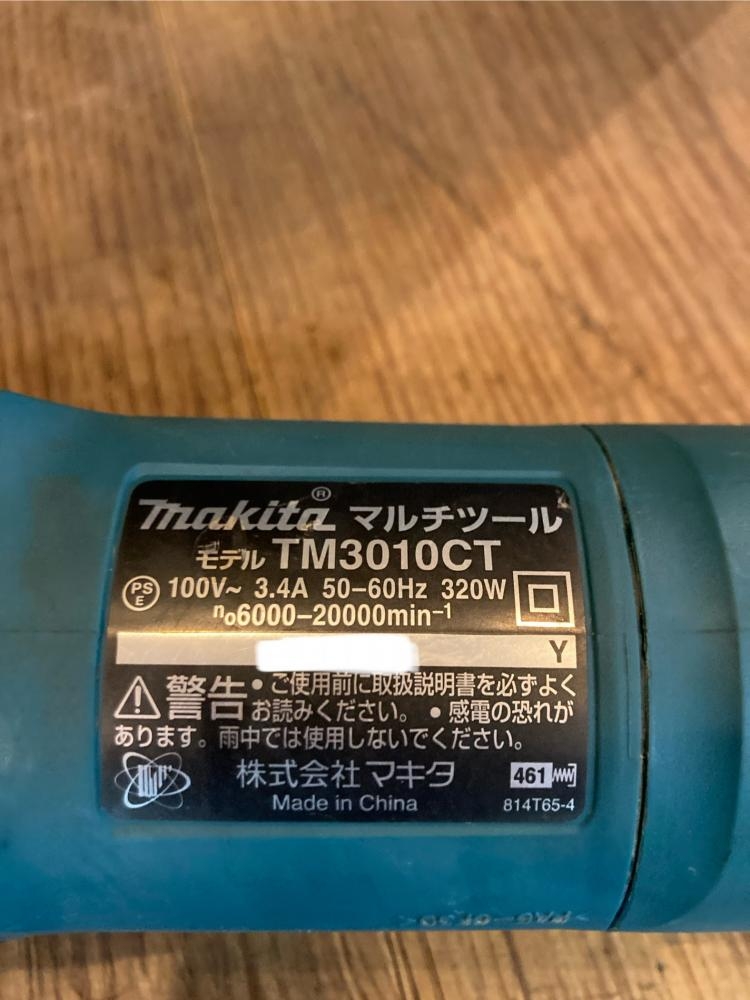 makita® マルチツール
モデル TM3010CT
PS E 100V~ 3.4A 50-60Hz 320W
n₀6000-20000min⁻¹
Y
警告 • ご使用前に取扱説明書を必ずよく
お読みください。 • 感電の恐れが
あります。雨中では使用しないでください。
株式会社 マキタ 461
Made in China 814T65-4